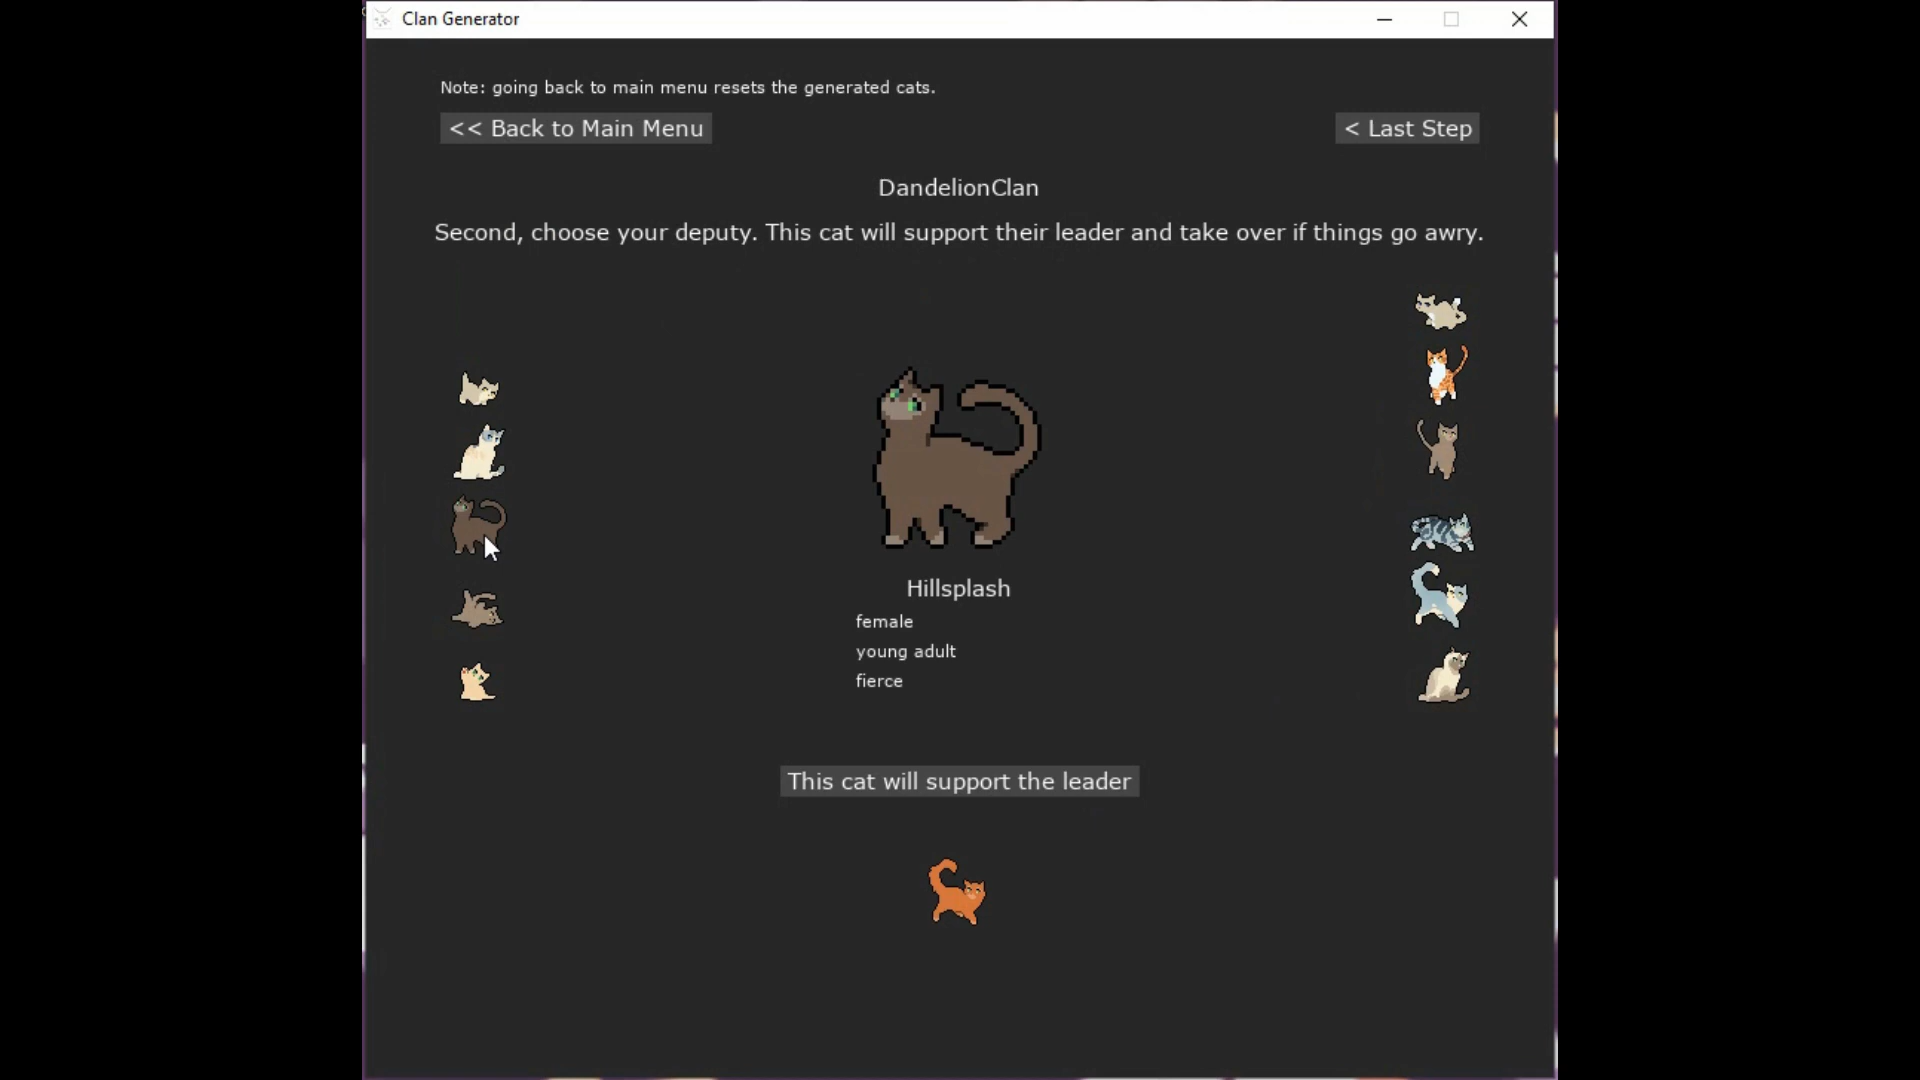 Clan Generator
Note: going back to main menu resets the generated cats.
<< Back to Main Menu
< Last Step
DandelionClan
Second, choose your deputy. This cat will support their leader and take over if things go awry.
Hillsplash
female
young adult
fierce
This cat will support the leader